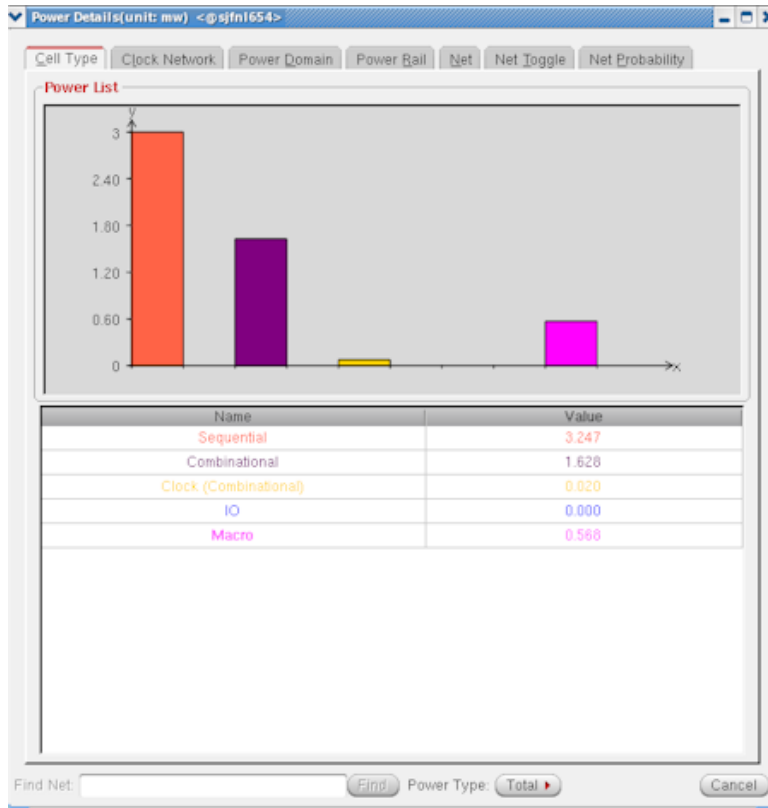 Power Details(unit: mw) <@sjfnl654>
Cell Type Clock Network Power Domain Power Rail Net Net Toggle Net Probability
Power List
y
3
2.40
1.80
1.20
0.60
0
x
Name Value
Sequential 3.247
Combinational 1.628
Clock (Combinational) 0.020
IO 0.000
Macro 0.568
Find Net: Find Power Type: Total Cancel